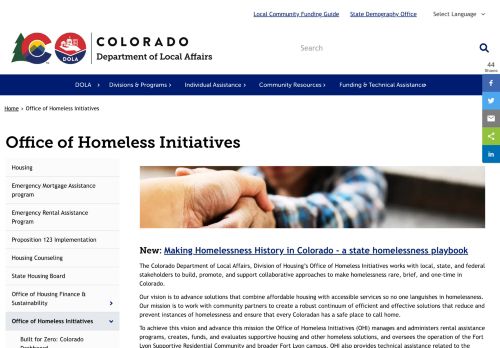 Local Community Funding Guide State Demography Office Select Language
COLORADO
Department of Local Affairs
DOLA
Search
44
Shares
DOLA Divisions & Programs Individual Assistance Community Resources Funding & Technical Assistance
Home > Office of Homeless Initiatives
Office of Homeless Initiatives
Housing
Emergency Mortgage Assistance
program
Emergency Rental Assistance
Program
Proposition 123 Implementation
Housing Counseling
State Housing Board
Office of Housing Finance &
Sustainability
Office of Homeless Initiatives
Built for Zero: Colorado
Dashboard
New: Making Homelessness History in Colorado - a state homelessness playbook
The Colorado Department of Local Affairs, Division of Housing's Office of Homeless Initiatives works with local, state, and federal
stakeholders to build, promote, and support collaborative approaches to make homelessness rare, brief, and one-time in
Colorado.
Our vision is to advance solutions that combine affordable housing with accessible services so no one languishes in homelessness.
Our mission is to work with community partners to create a robust continuum of efficient and effective solutions that reduce and
prevent instances of homelessness and ensure that every Coloradan has a safe place to call home.
To achieve this vision and advance this mission the Office of Homeless Initiatives (OHI) manages and administers rental assistance
programs, creates, funds, and evaluates supportive housing and other homeless solutions, and oversees the operation of the Fort
Lyon Supportive Residential Community and broader Fort Lyon campus. OHI also provides technical assistance related to the